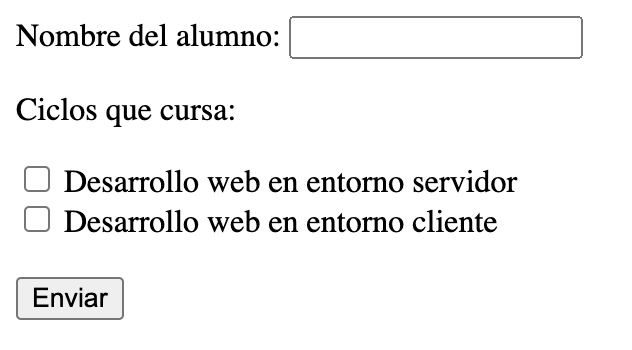 Nombre del alumno:
Ciclos que cursa:
Desarrollo web en entorno servidor
Desarrollo web en entorno cliente
Enviar